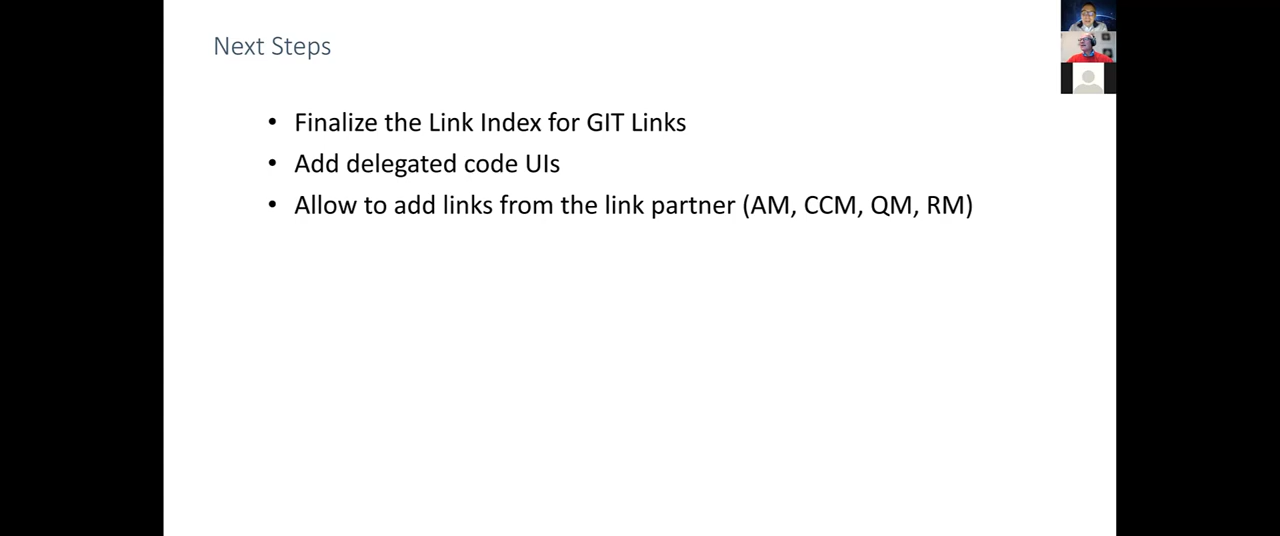 Next Steps
• Finalize the Link Index for GIT Links
• Add delegated code UIs
• Allow to add links from the link partner (AM, CCM, QM, RM)